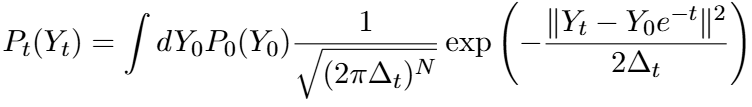 $P_t(Y_t) = \int dY_0 P_0(Y_0) \frac{1}{\sqrt{(2\pi\Delta_t)^N}} \exp\left(-\frac{\|Y_t - Y_0 e^{-t}\|^2}{2\Delta_t}\right)$